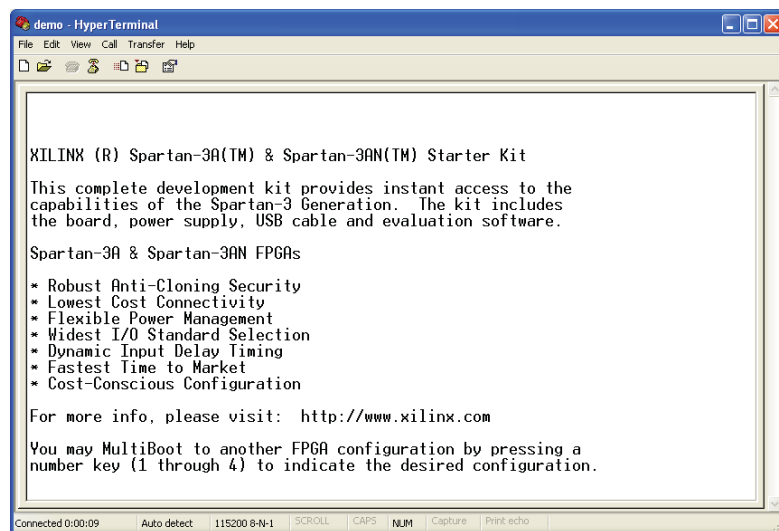 demo - HyperTerminal
File Edit View Call Transfer Help
XILINX (R) Spartan-3A(TM) & Spartan-3AN(TM) Starter Kit
This complete development kit provides instant access to the
capabilities of the Spartan-3 Generation.  The kit includes
the board, power supply, USB cable and evaluation software.
Spartan-3A & Spartan-3AN FPGAs
* Robust Anti-Cloning Security
* Lowest Cost Connectivity
* Flexible Power Management
* Widest I/O Standard Selection
* Dynamic Input Delay Timing
* Fastest Time to Market
* Cost-Conscious Configuration
For more info, please visit:  http://www.xilinx.com
You may MultiBoot to another FPGA configuration by pressing a
number key (1 through 4) to indicate the desired configuration.
Connected 0:00:09 Auto detect 115200 8-N-1 SCROLL CAPS NUM Capture Print echo